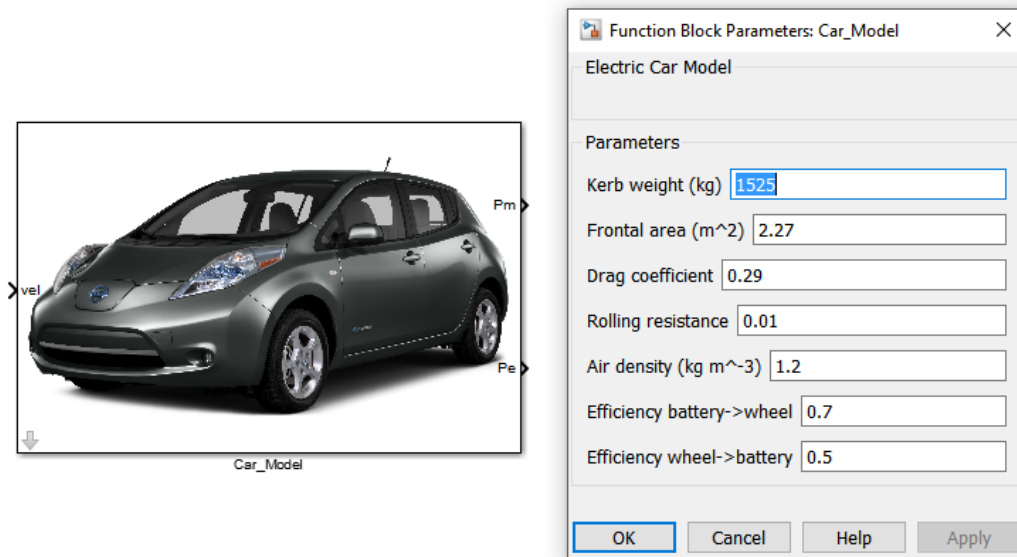 vel
Pm
Pe
Car_Model
Function Block Parameters: Car_Model
Electric Car Model
Parameters
Kerb weight (kg) 1525
Frontal area (m^2) 2.27
Drag coefficient 0.29
Rolling resistance 0.01
Air density (kg m^-3) 1.2
Efficiency battery->wheel 0.7
Efficiency wheel->battery 0.5
OK Cancel Help Apply